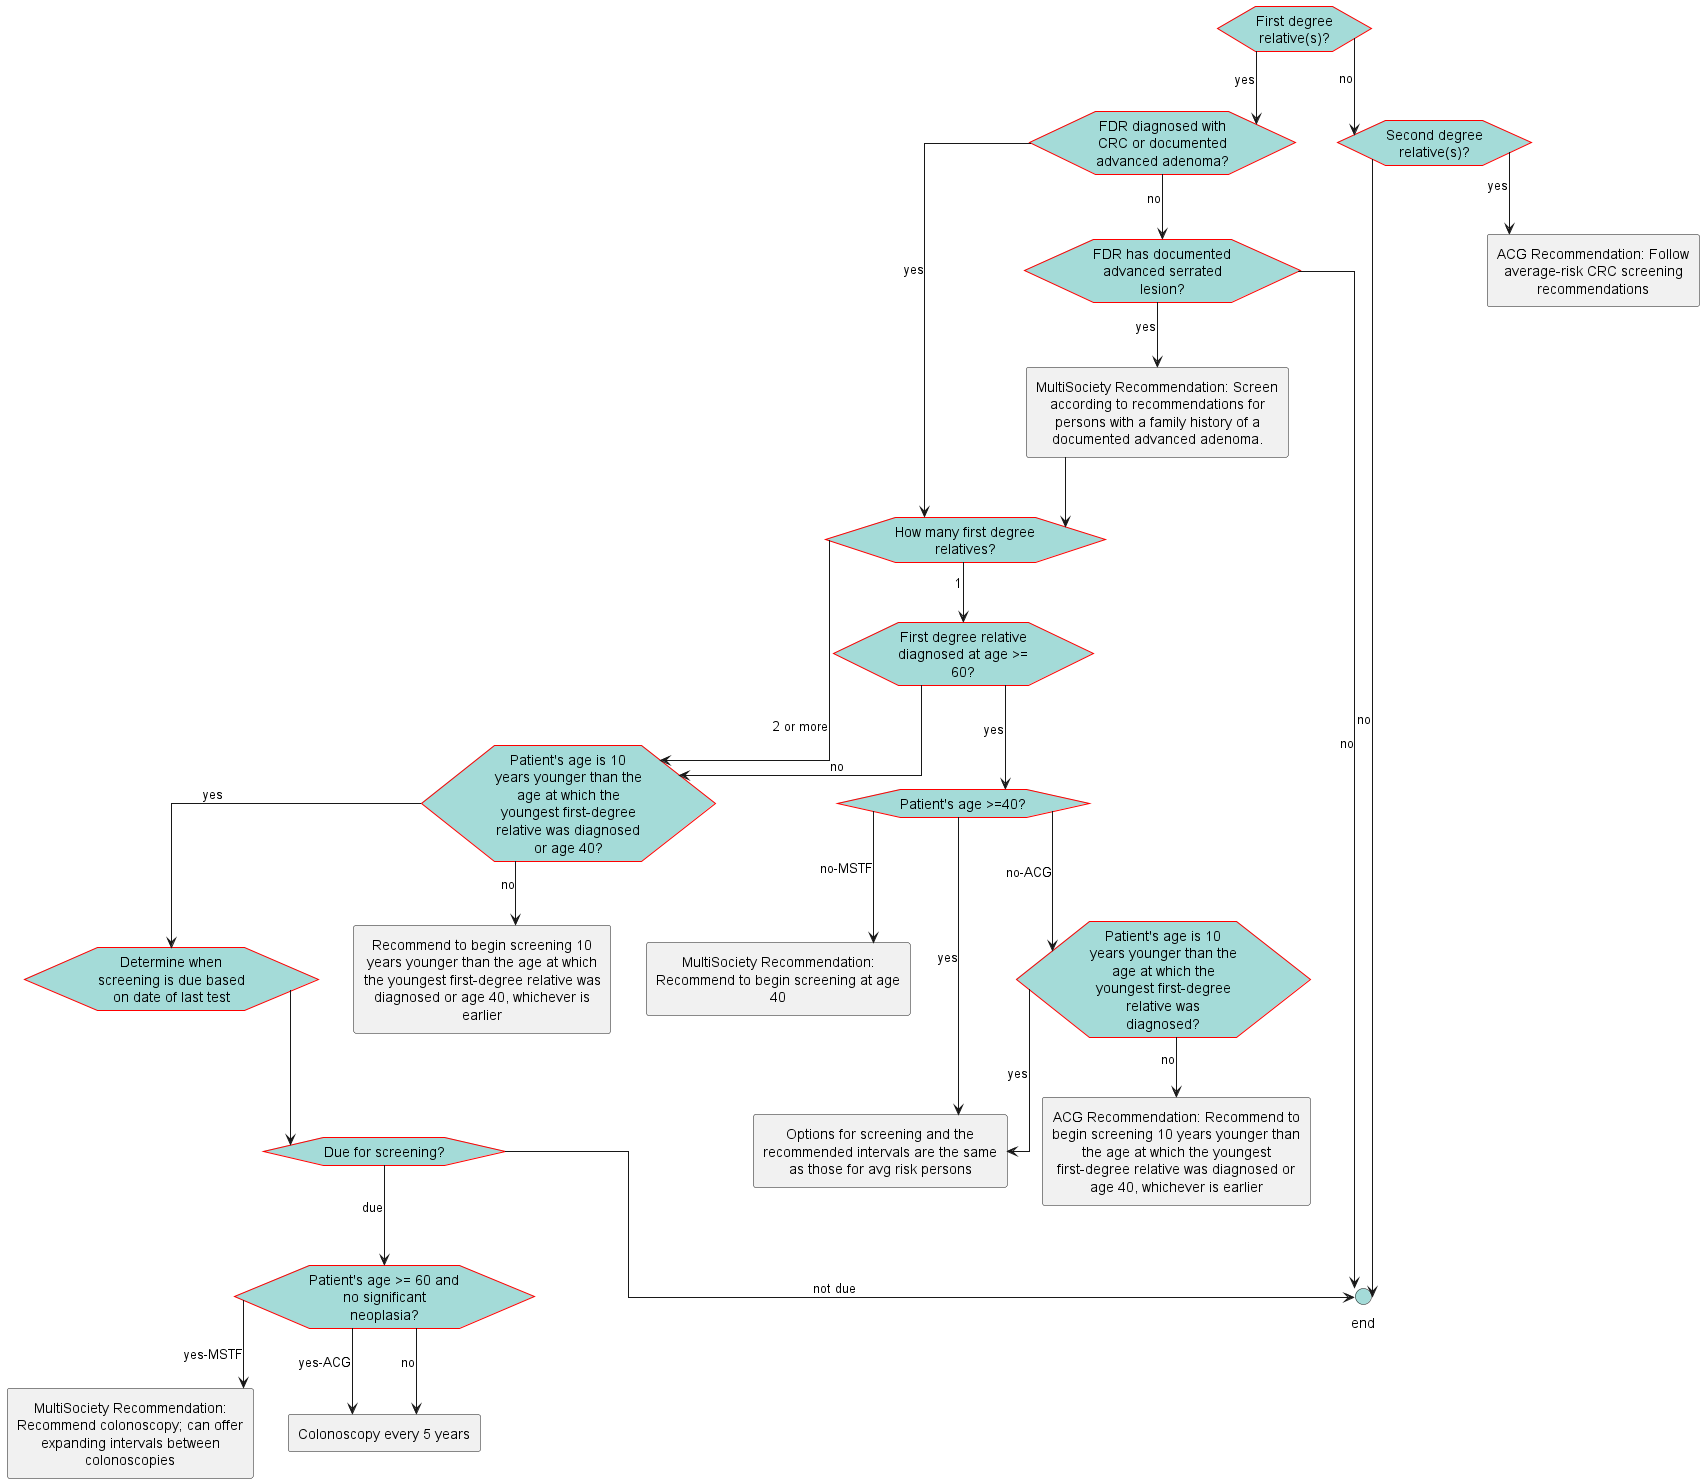 First degree
relative(s)?
yes
no
FDR diagnosed with
CRC or documented
advanced adenoma?
Second degree
relative(s)?
yes
no
yes
ACG Recommendation: Follow
average-risk CRC screening
recommendations
FDR has documented
advanced serrated
lesion?
yes
MultiSociety Recommendation: Screen
according to recommendations for
persons with a family history of a
documented advanced adenoma.
How many first degree
relatives?
1
First degree relative
diagnosed at age >=
60?
2 or more
no
yes
no
no
Patient's age is 10
years younger than the
age at which the
youngest first-degree
relative was diagnosed
or age 40?
yes
no
Patient's age >=40?
no-MSTF
yes
no-ACG
Determine when
screening is due based
on date of last test
Recommend to begin screening 10
years younger than the age at which
the youngest first-degree relative was
diagnosed or age 40, whichever is
earlier
MultiSociety Recommendation:
Recommend to begin screening at age
40
Patient's age is 10
years younger than the
age at which the
youngest first-degree
relative was
diagnosed?
yes
no
Options for screening and the
recommended intervals are the same
as those for avg risk persons
ACG Recommendation: Recommend to
begin screening 10 years younger than
the age at which the youngest
first-degree relative was diagnosed or
age 40, whichever is earlier
Due for screening?
due
not due
end
Patient's age >= 60 and
no significant
neoplasia?
yes-MSTF
yes-ACG
no
MultiSociety Recommendation:
Recommend colonoscopy; can offer
expanding intervals between
colonoscopies
Colonoscopy every 5 years